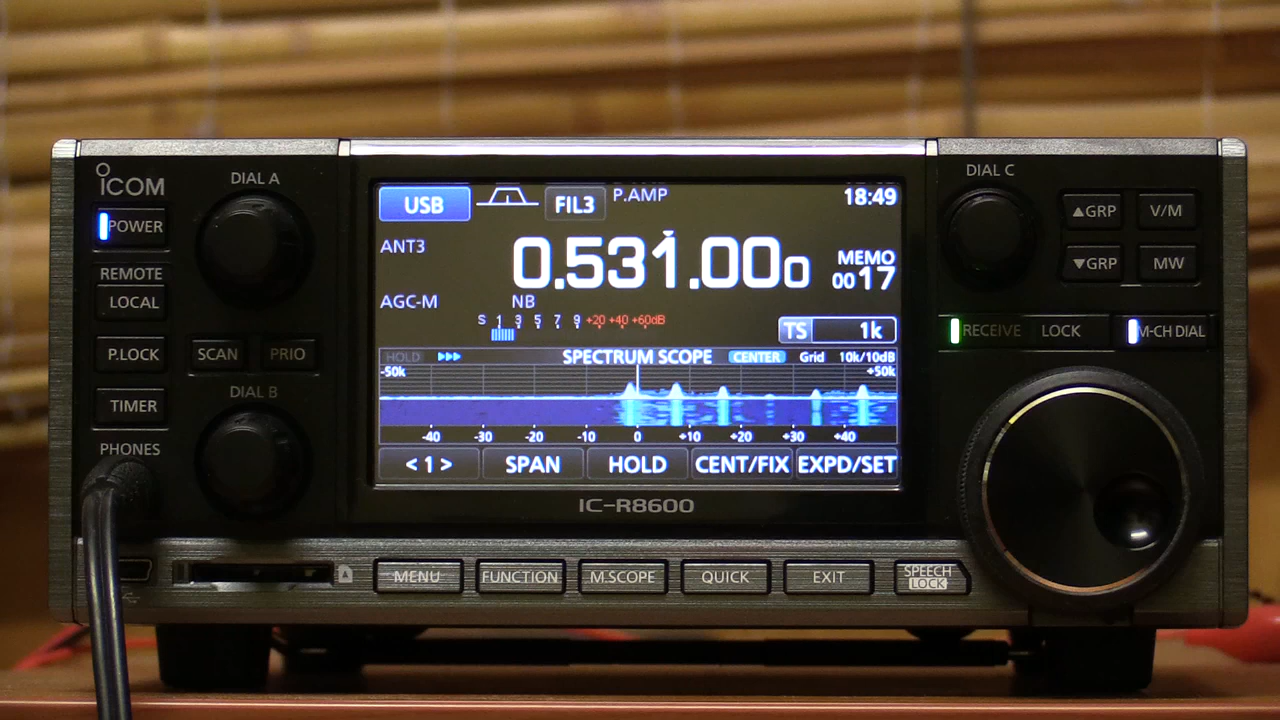 ICOM
DIAL A
POWER
REMOTE
LOCAL
P.LOCK
SCAN
PRIO
TIMER
DIAL B
PHONES
USB
FIL3
P.AMP
18:49
ANT3
0.531.000
MEMO
0017
AGC-M
NB
S 1 3 5 7 9 +20 +40 +60dB
TS 1k
HOLD
SPECTRUM SCOPE
CENTER
Grid
10k/10dB
-50k
+50k
-40 -30 -20 -10 0 +10 +20 +30 +40
< 1 >
SPAN
HOLD
CENT/FIX
EXPD/SET
IC-R8600
DIAL C
▲GRP
V/M
▼GRP
MW
RECEIVE
LOCK
M-CH DIAL
MENU
FUNCTION
M.SCOPE
QUICK
EXIT
SPEECH
LOCK